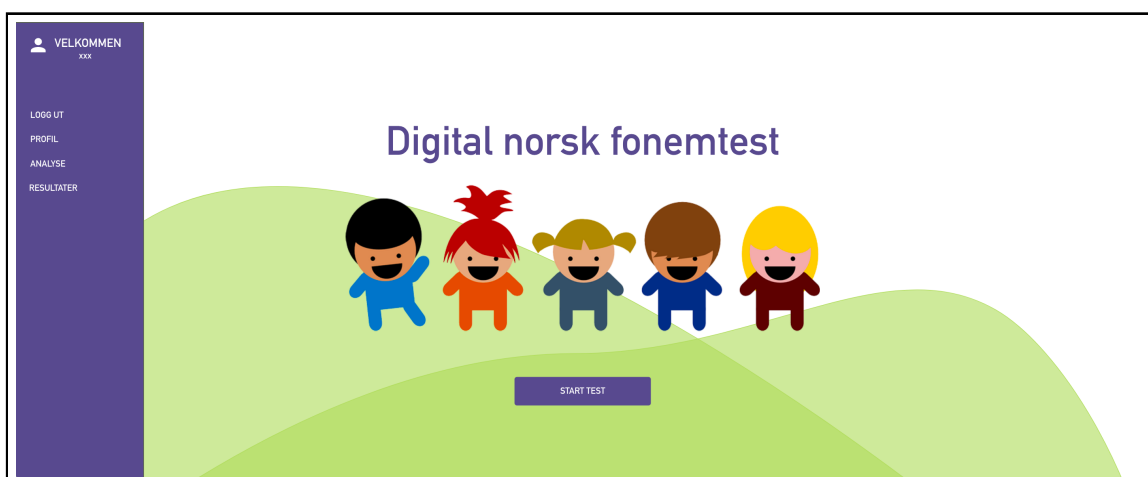 VELKOMMEN
xxx
LOGG UT
PROFIL
ANALYSE
RESULTATER
Digital norsk fonemtest
START TEST